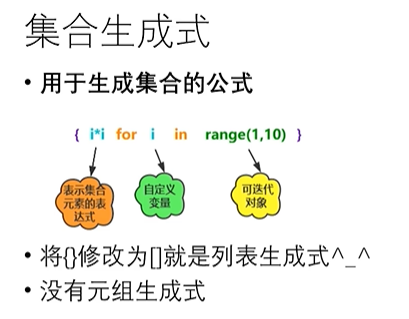 集合生成式
• 用于生成集合的公式
{ i*i for i in range(1,10) }
表示集合
元素的表
达式
自定义
变量
可迭代
对象
• 将{}修改为[]就是列表生成式^_^
• 没有元组生成式